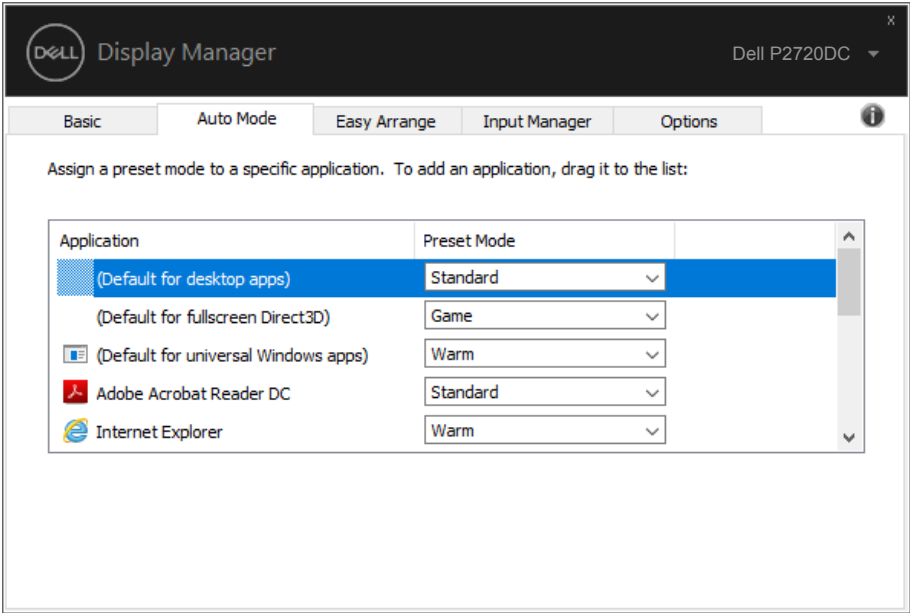 x
DELL Display Manager Dell P2720DC
Basic Auto Mode Easy Arrange Input Manager Options
Assign a preset mode to a specific application. To add an application, drag it to the list:
Application Preset Mode
(Default for desktop apps) Standard
(Default for fullscreen Direct3D) Game
(Default for universal Windows apps) Warm
Adobe Acrobat Reader DC Standard
Internet Explorer Warm